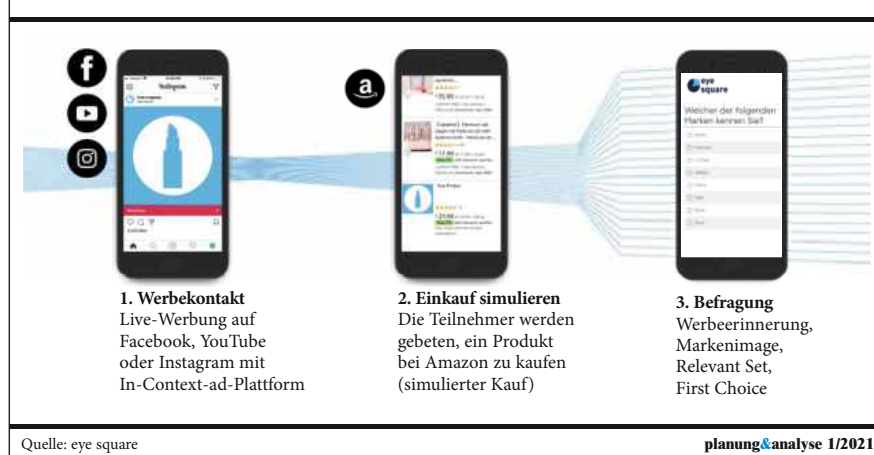 Instagram
eye
square
Welcher der folgenden
Marken kennen Sie?
1. Werbekontakt
Live-Werbung auf
Facebook, YouTube
oder Instagram mit
In-Context-ad-Plattform
2. Einkauf simulieren
Die Teilnehmer werden
gebeten, ein Produkt
bei Amazon zu kaufen
(simulierter Kauf)
3. Befragung
Werbeerinnerung,
Markenimage,
Relevant Set,
First Choice
Quelle: eye square
planung&analyse 1/2021